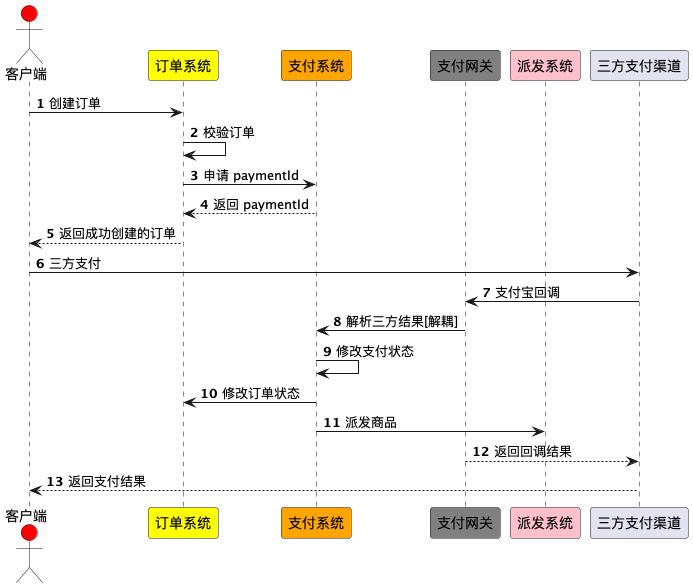 客户端
订单系统
支付系统
支付网关
派发系统
三方支付渠道
1 创建订单
2 校验订单
3 申请 paymentId
4 返回 paymentId
5 返回成功创建的订单
6 三方支付
7 支付宝回调
8 解析三方结果[解耦]
9 修改支付状态
10 修改订单状态
11 派发商品
12 返回回调结果
13 返回支付结果
客户端
订单系统
支付系统
支付网关
派发系统
三方支付渠道